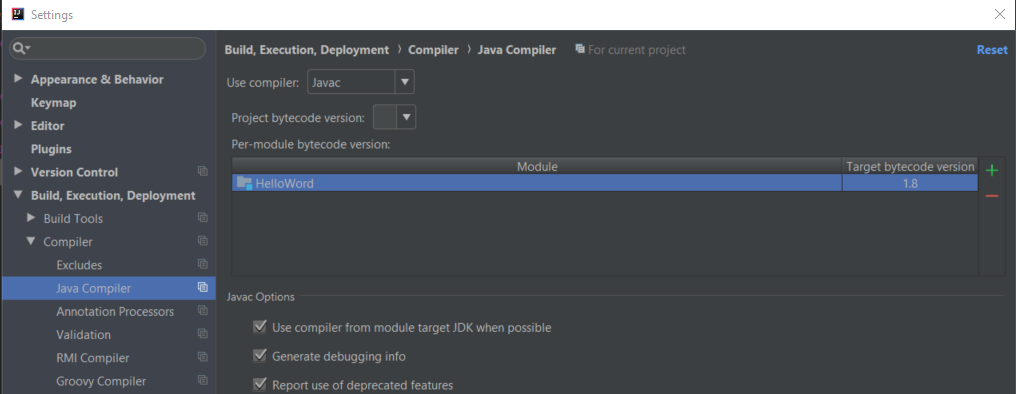 Settings
Build, Execution, Deployment › Compiler › Java Compiler For current project Reset
Appearance & Behavior
Keymap
Editor
Plugins
Version Control
Build, Execution, Deployment
Build Tools
Compiler
Excludes
Java Compiler
Annotation Processors
Validation
RMI Compiler
Groovy Compiler
Use compiler: Javac
Project bytecode version:
Per-module bytecode version:
Module Target bytecode version
HelloWord 1.8
Javac Options
Use compiler from module target JDK when possible
Generate debugging info
Report use of deprecated features